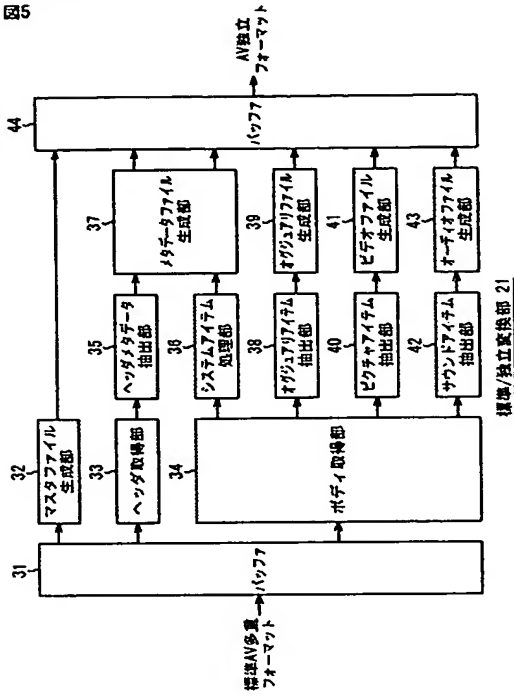 図5
標準AV多重
フォーマット
31
バッファ
32
マスタファイル
生成部
33
ヘッダ取得部
34
ボディ取得部
35
ヘッダメタデータ
抽出部
36
システムアイテム
処理部
37
メタデータファイル
生成部
38
オグジュアリアイテム
抽出部
39
オグジュアリファイル
生成部
40
ピクチャアイテム
抽出部
41
ビデオファイル
生成部
42
サウンドアイテム
抽出部
43
オーディオファイル
生成部
44
バッファ
AV独立
フォーマット
標準/独立変換部 21